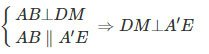 { AB⊥DM
AB ∥ A′E ⇒ DM⊥A′E